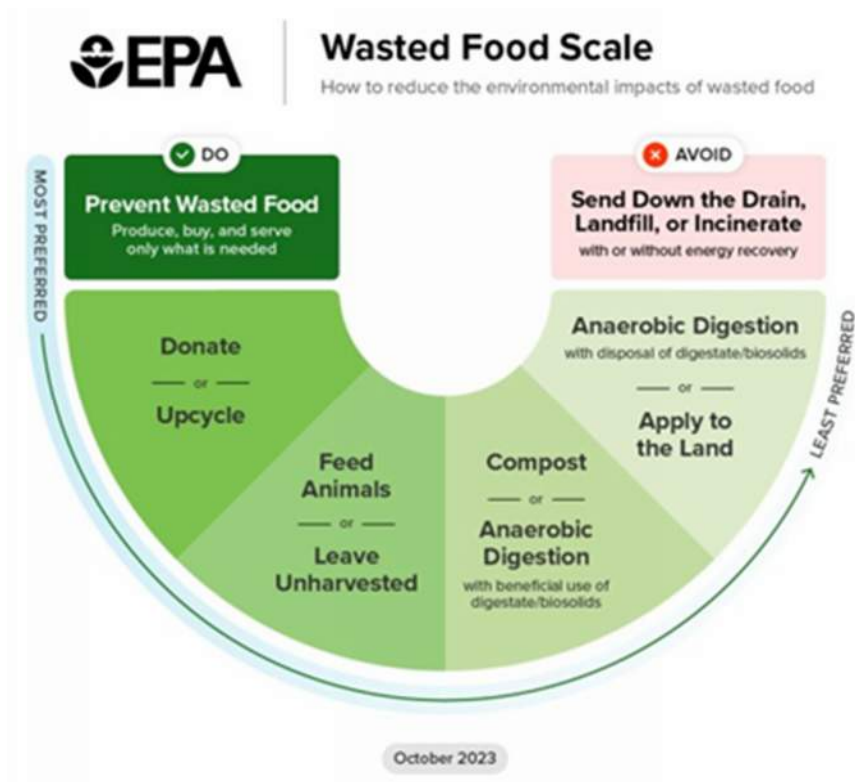 EPA
Wasted Food Scale
How to reduce the environmental impacts of wasted food
DO
Prevent Wasted Food
Produce, buy, and serve
only what is needed
AVOID
Send Down the Drain,
Landfill, or Incinerate
with or without energy recovery
MOST PREFERRED
Donate
or
Upcycle
Feed
Animals
or
Leave
Unharvested
Compost
or
Anaerobic
Digestion
with beneficial use of
digestate/biosolids
Anaerobic Digestion
with disposal of digestate/biosolids
or
Apply to
the Land
LEAST PREFERRED
October 2023